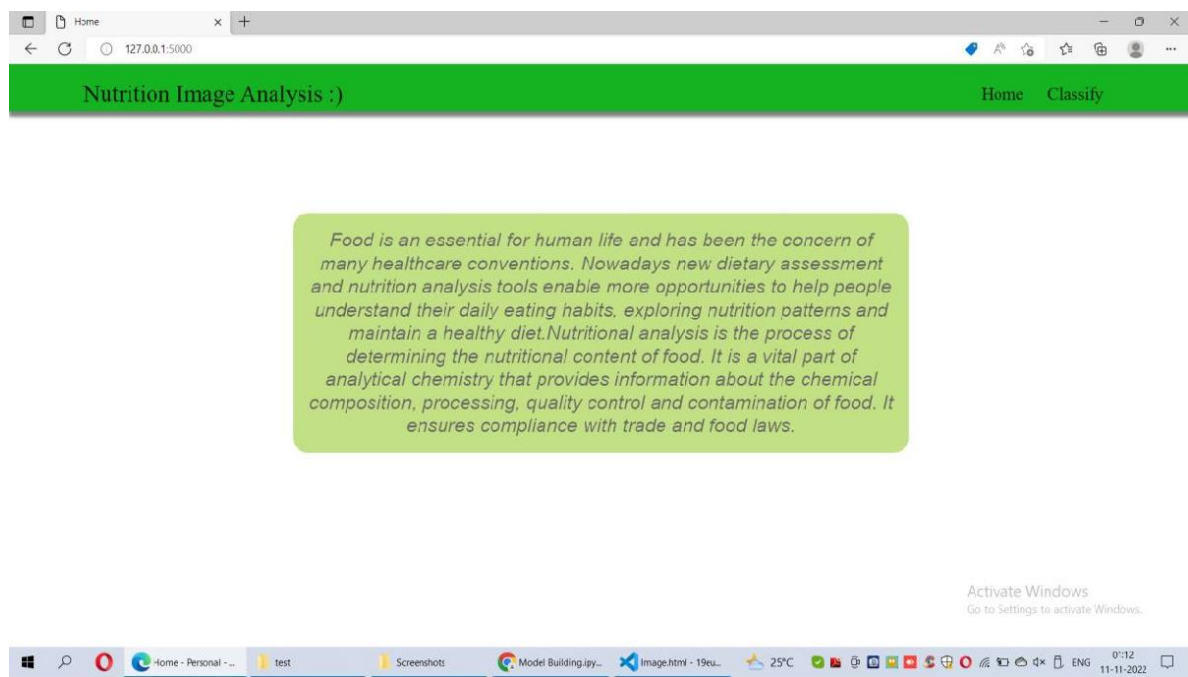 Home
127.0.0.1:5000
Nutrition Image Analysis :)
Home Classify
Food is an essential for human life and has been the concern of
many healthcare conventions. Nowadays new dietary assessment
and nutrition analysis tools enable more opportunities to help people
understand their daily eating habits, exploring nutrition patterns and
maintain a healthy diet.Nutritional analysis is the process of
determining the nutritional content of food. It is a vital part of
analytical chemistry that provides information about the chemical
composition, processing, quality control and contamination of food. It
ensures compliance with trade and food laws.
Activate Windows
Go to Settings to activate Windows.
Home - Personal - ... test Screenshots Model Building.ipy... Image.html - 19eu... 25°C ENG 01:12
11-11-2022